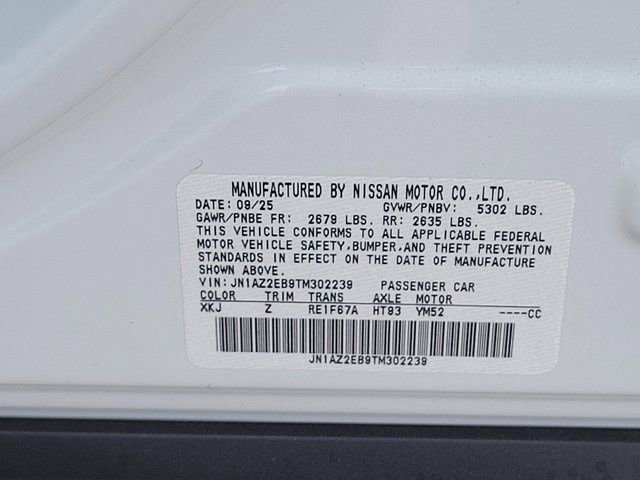 MANUFACTURED BY NISSAN MOTOR CO.,LTD.
DATE: 09/25 GVWR/PNBV: 5302 LBS.
GAWR/PNBE FR: 2679 LBS. RR: 2635 LBS.
THIS VEHICLE CONFORMS TO ALL APPLICABLE FEDERAL
MOTOR VEHICLE SAFETY,BUMPER,AND THEFT PREVENTION
STANDARDS IN EFFECT ON THE DATE OF MANUFACTURE
SHOWN ABOVE.
VIN: JN1AZ2EB9TM302239 PASSENGER CAR
COLOR TRIM TRANS AXLE MOTOR
XKJ Z RE1F67A HT93 YM52 ----CC
JN1AZ2EB9TM302239